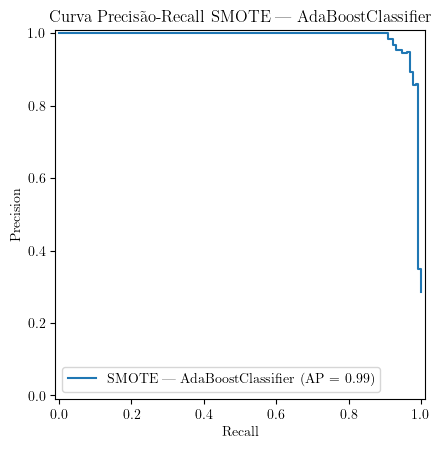 Curva Precisão-Recall SMOTE — AdaBoostClassifier
1.0
0.8
0.6
0.4
0.2
0.0
Precision
SMOTE — AdaBoostClassifier (AP = 0.99)
0.0 0.2 0.4 0.6 0.8 1.0
Recall